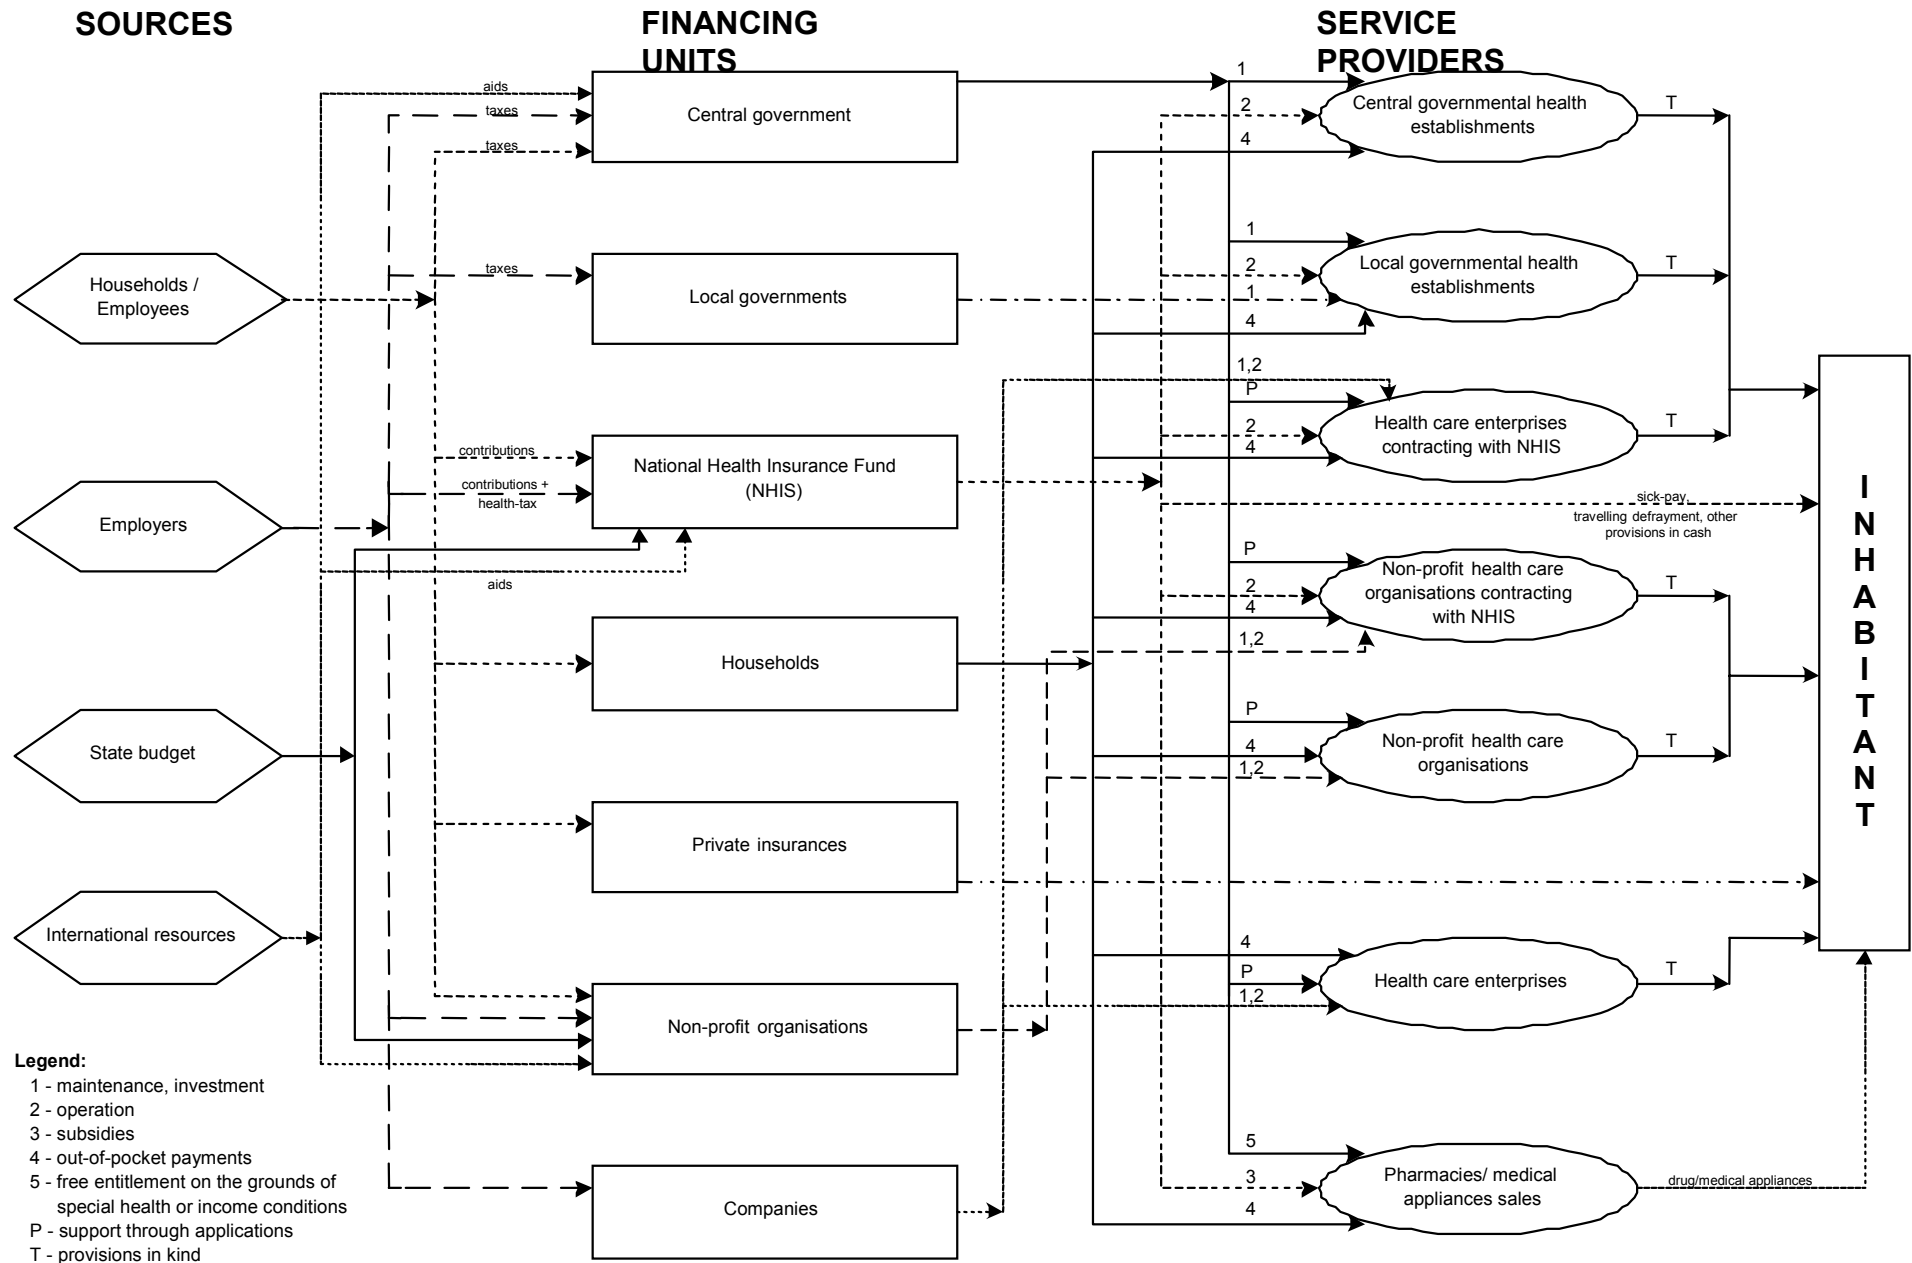 SOURCES
FINANCING
UNITS
SERVICE
PROVIDERS
Households /
Employees
Employers
State budget
International resources
aids
taxes
taxes
taxes
contributions
contributions +
health-tax
aids
Central government
Local governments
National Health Insurance Fund
(NHIS)
Households
Private insurances
Non-profit organisations
Companies
1
2
4
Central governmental health
establishments
T
1
2
1
4
Local governmental health
establishments
T
1,2
P
2
4
Health care enterprises
contracting with NHIS
T
sick-pay,
travelling defrayment, other
provisions in cash
P
2
4
1,2
Non-profit health care
organisations contracting
with NHIS
T
P
4
1,2
Non-profit health care
organisations
T
4
P
1,2
Health care enterprises
T
5
3
4
Pharmacies/ medical
appliances sales
drug/medical appliances
I
N
H
A
B
I
T
A
N
T
Legend:
1 - maintenance, investment
2 - operation
3 - subsidies
4 - out-of-pocket payments
5 - free entitlement on the grounds of
special health or income conditions
P - support through applications
T - provisions in kind